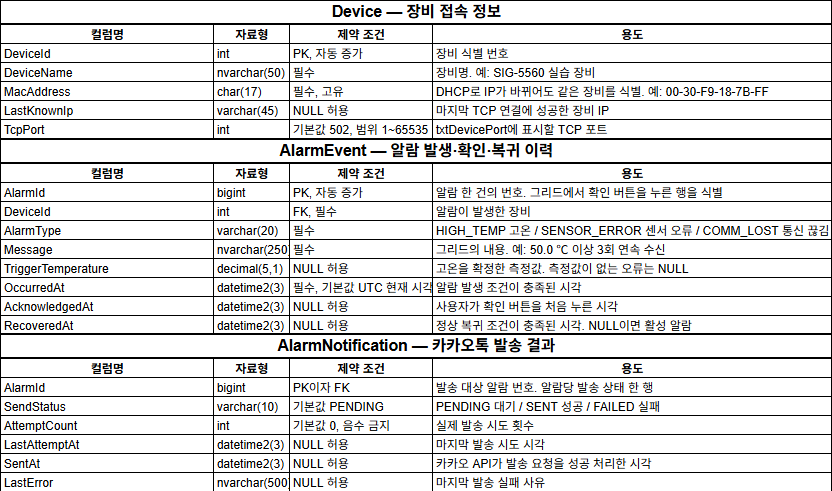 Device — 장비 접속 정보
컬럼명 자료형 제약 조건 용도
DeviceId int PK, 자동 증가 장비 식별 번호
DeviceName nvarchar(50) 필수 장비명. 예: SIG-5560 실습 장비
MacAddress char(17) 필수, 고유 DHCP로 IP가 바뀌어도 같은 장비를 식별. 예: 00-30-F9-18-7B-FF
LastKnownIp varchar(45) NULL 허용 마지막 TCP 연결에 성공한 장비 IP
TcpPort int 기본값 502, 범위 1~65535 txtDevicePort에 표시할 TCP 포트
AlarmEvent — 알람 발생·확인·복귀 이력
컬럼명 자료형 제약 조건 용도
AlarmId bigint PK, 자동 증가 알람 한 건의 번호. 그리드에서 확인 버튼을 누른 행을 식별
DeviceId int FK, 필수 알람이 발생한 장비
AlarmType varchar(20) 필수 HIGH_TEMP 고온 / SENSOR_ERROR 센서 오류 / COMM_LOST 통신 끊김
Message nvarchar(250 필수 그리드의 내용. 예: 50.0 ℃ 이상 3회 연속 수신
TriggerTemperature decimal(5,1) NULL 허용 고온을 확정한 측정값. 측정값이 없는 오류는 NULL
OccurredAt datetime2(3) 필수, 기본값 UTC 현재 시각 알람 발생 조건이 충족된 시각
AcknowledgedAt datetime2(3) NULL 허용 사용자가 확인 버튼을 처음 누른 시각
RecoveredAt datetime2(3) NULL 허용 정상 복귀 조건이 충족된 시각. NULL이면 활성 알람
AlarmNotification — 카카오톡 발송 결과
컬럼명 자료형 제약 조건 용도
AlarmId bigint PK이자 FK 발송 대상 알람 번호. 알람당 발송 상태 한 행
SendStatus varchar(10) 기본값 PENDING PENDING 대기 / SENT 성공 / FAILED 실패
AttemptCount int 기본값 0, 음수 금지 실제 발송 시도 횟수
LastAttemptAt datetime2(3) NULL 허용 마지막 발송 시도 시각
SentAt datetime2(3) NULL 허용 카카오 API가 발송 요청을 성공 처리한 시각
LastError nvarchar(500 NULL 허용 마지막 발송 실패 사유